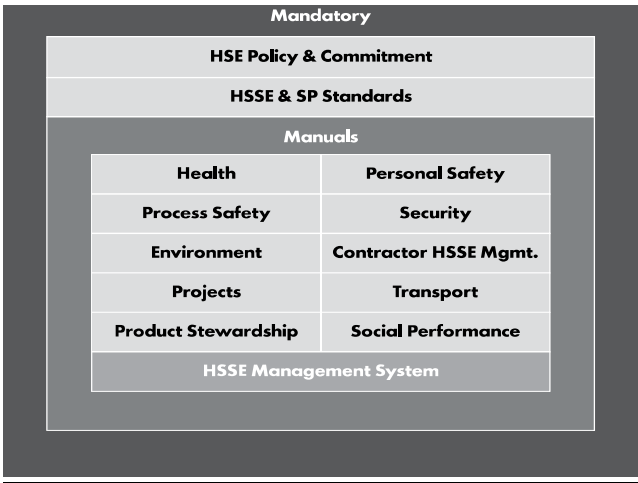 Mandatory
HSE Policy & Commitment
HSSE & SP Standards
Manuals
Health
Personal Safety
Process Safety
Security
Environment
Contractor HSSE Mgmt.
Projects
Transport
Product Stewardship
Social Performance
HSSE Management System